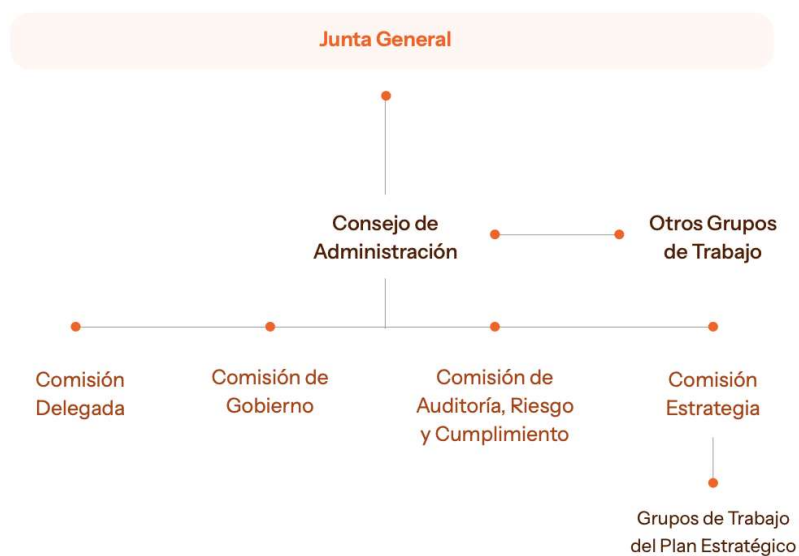 Junta General
Consejo de
Administración
Otros Grupos
de Trabajo
Comisión
Delegada
Comisión de
Gobierno
Comisión de
Auditoría, Riesgo
y Cumplimiento
Comisión
Estrategia
Grupos de Trabajo
del Plan Estratégico